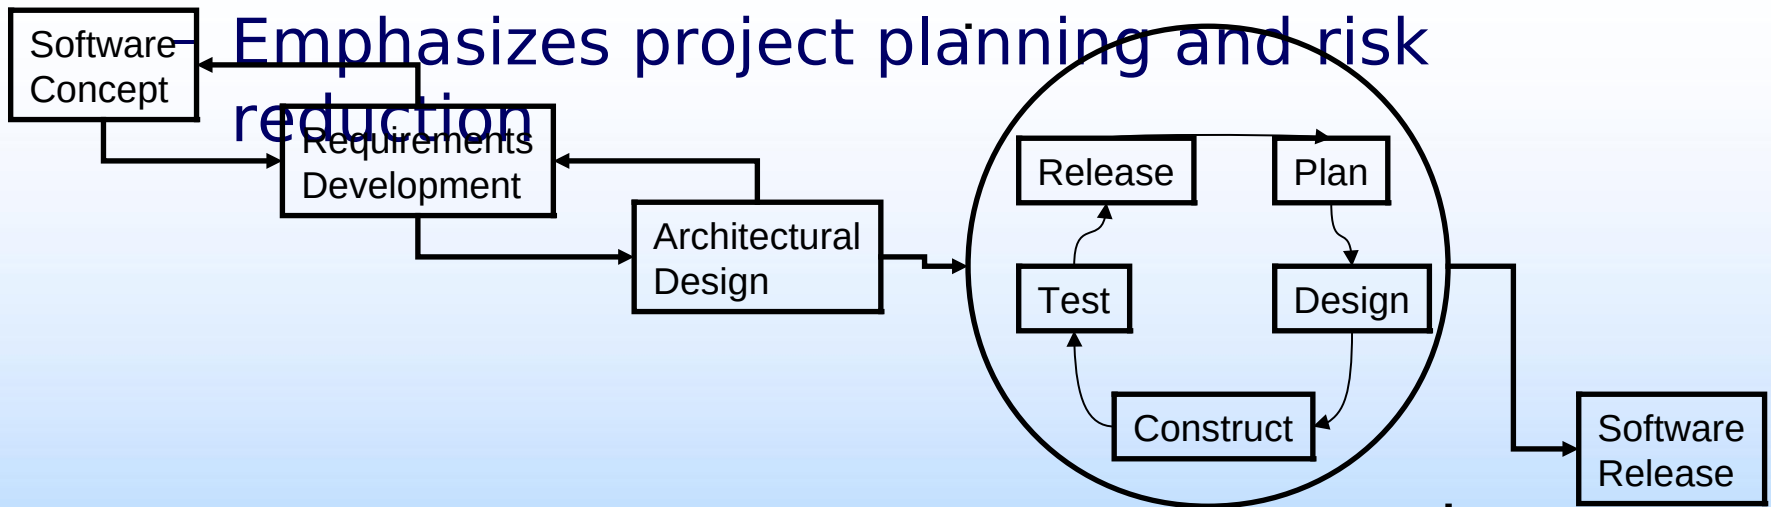 – Emphasizes project planning and risk
reduction
Software
Concept
Requirements
Development
Architectural
Design
Release
Plan
Test
Design
Construct
Software
Release